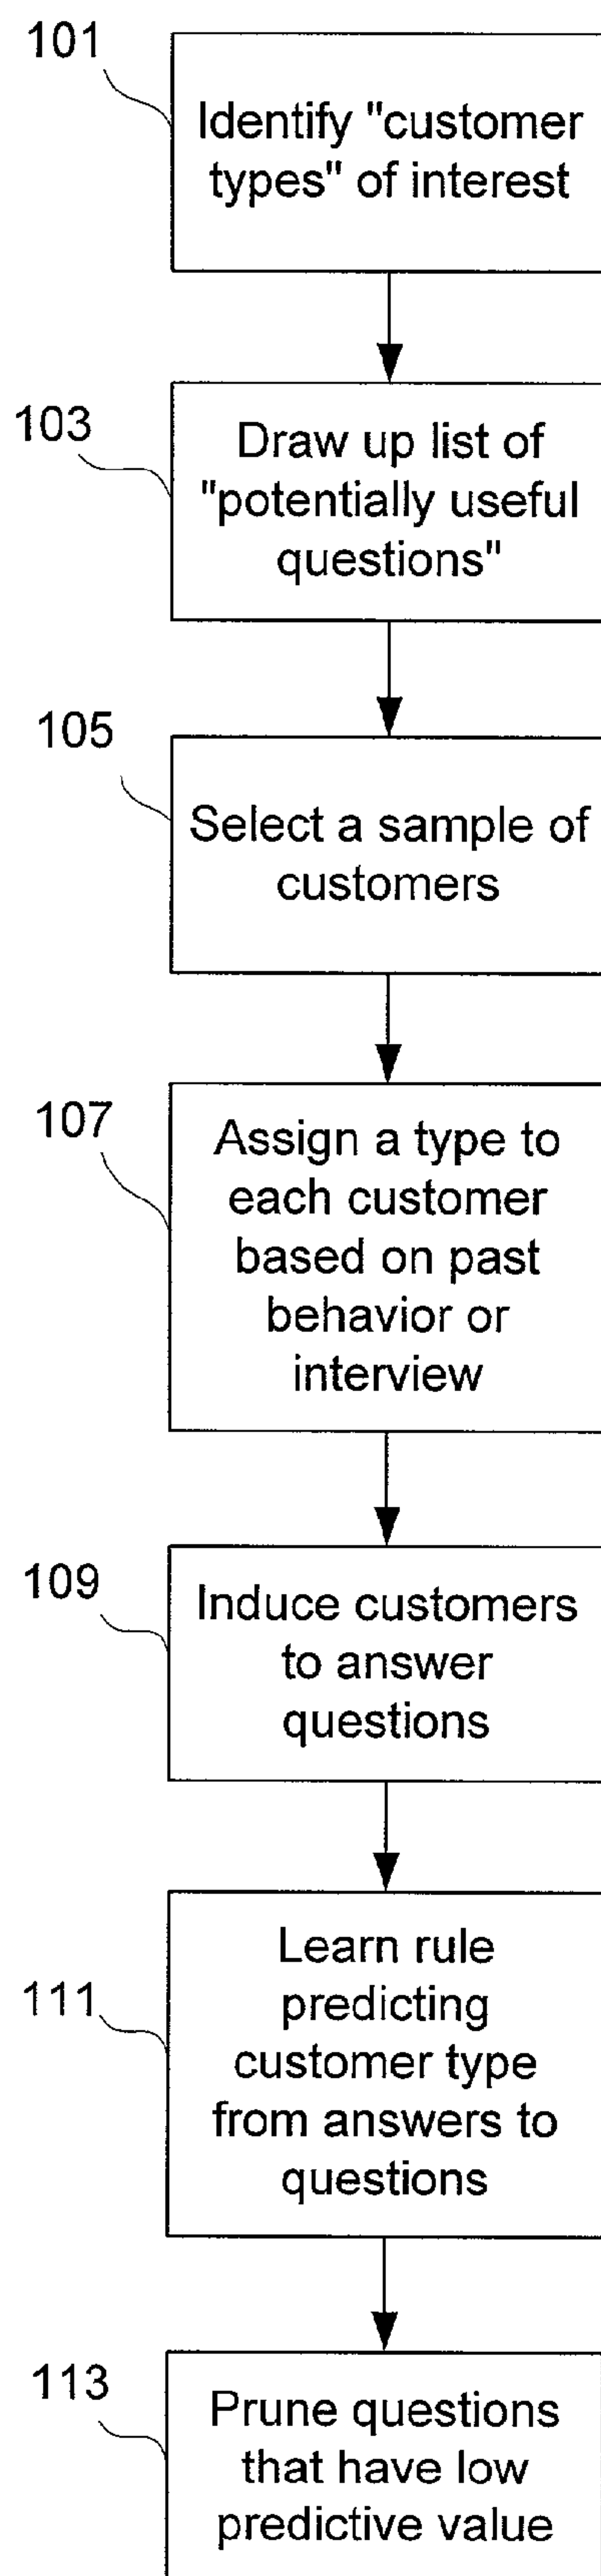 101
Identify "customer
types" of interest
103
Draw up list of
"potentially useful
questions"
105
Select a sample of
customers
107
Assign a type to
each customer
based on past
behavior or
interview
109
Induce customers
to answer
questions
111
Learn rule
predicting
customer type
from answers to
questions
113
Prune questions
that have low
predictive value